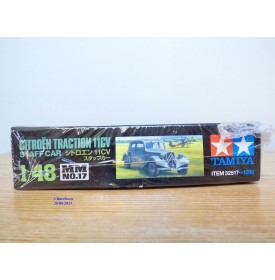 CITROËN TRACTION 11CV
STAFF CAR シトロエン 11CV
スタッフカー
1/48 MM NO.17
TAMIYA
ITEM 32517